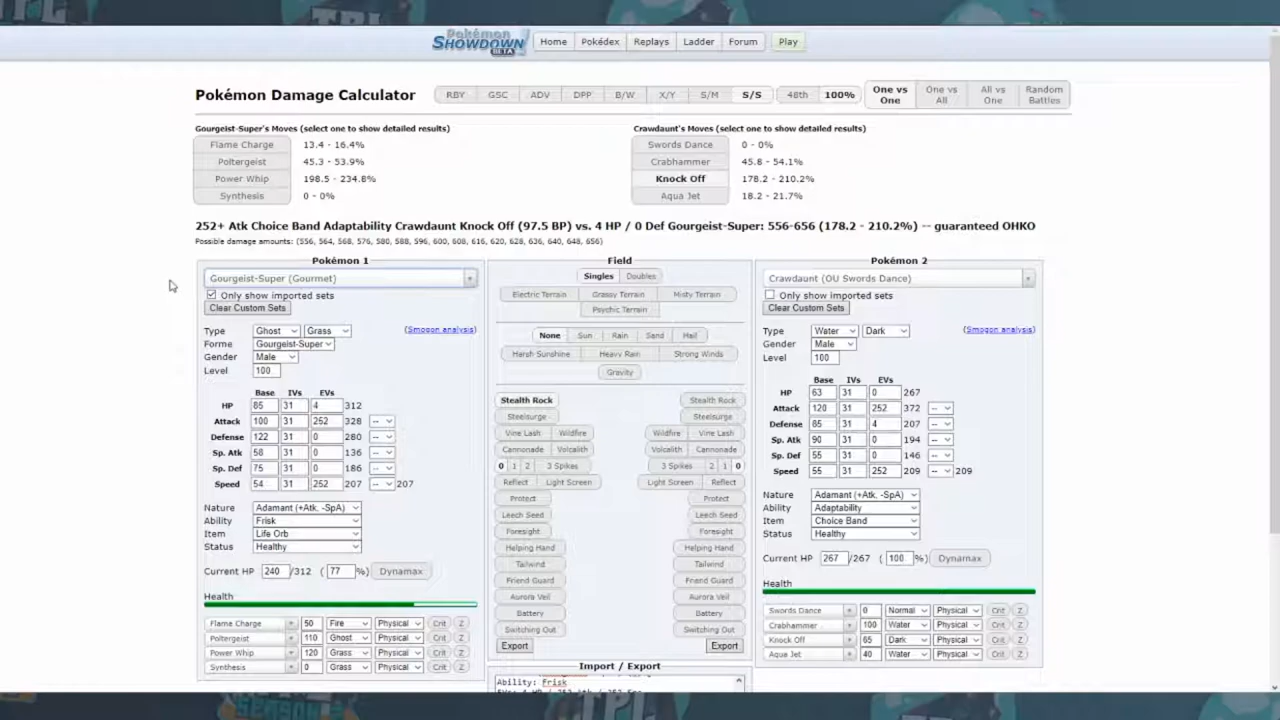 TPL
Pokémon
SHOWDOWN
BETA
Home Pokédex Replays Ladder Forum Play
Pokémon Damage Calculator RBY GSC ADV DPP B/W X/Y S/M S/S 48th 100% One vs One One vs All All vs One Random Battles
Gourgeist-Super's Moves (select one to show detailed results)
Flame Charge 13.4 - 16.4%
Poltergeist 45.3 - 53.9%
Power Whip 198.5 - 234.8%
Synthesis 0 - 0%
Crawdaunt's Moves (select one to show detailed results)
Swords Dance 0 - 0%
Crabhammer 45.8 - 54.1%
Knock Off 178.2 - 210.2%
Aqua Jet 18.2 - 21.7%
252+ Atk Choice Band Adaptability Crawdaunt Knock Off (97.5 BP) vs. 4 HP / 0 Def Gourgeist-Super: 556-656 (178.2 - 210.2%) -- guaranteed OHKO
Possible damage amounts: (556, 564, 568, 576, 580, 588, 596, 600, 608, 616, 620, 628, 636, 640, 648, 656)
Pokémon 1
Gourgeist-Super (Gourmet)
Only show imported sets
Clear Custom Sets
Type Ghost Grass (Smogon analysis)
Forme Gourgeist-Super
Gender Male
Level 100
Base IVs EVs
HP 85 31 4 312
Attack 100 31 252 328 --
Defense 122 31 0 280 --
Sp. Atk 58 31 0 136 --
Sp. Def 75 31 0 186 --
Speed 54 31 252 207 -- 207
Nature Adamant (+Atk, -SpA)
Ability Frisk
Item Life Orb
Status Healthy
Current HP 240 /312 ( 77 %) Dynamax
Health
Flame Charge 50 Fire Physical Crit Z
Poltergeist 110 Ghost Physical Crit Z
Power Whip 120 Grass Physical Crit Z
Synthesis 0 Grass Physical Crit Z
Field
Singles Doubles
Electric Terrain Grassy Terrain Misty Terrain
Psychic Terrain
None Sun Rain Sand Hail
Harsh Sunshine Heavy Rain Strong Winds
Gravity
Stealth Rock Stealth Rock
Steelsurge Steelsurge
Vine Lash Wildfire Wildfire Vine Lash
Cannonade Volcalith Volcalith Cannonade
0 1 2 3 Spikes 3 Spikes 2 1 0
Reflect Light Screen Light Screen Reflect
Protect Protect
Leech Seed Leech Seed
Foresight Foresight
Helping Hand Helping Hand
Tailwind Tailwind
Friend Guard Friend Guard
Aurora Veil Aurora Veil
Battery Battery
Switching Out Switching Out
Export Export
Import / Export
Ability: Frisk
Pokémon 2
Crawdaunt (OU Swords Dance)
Only show imported sets
Clear Custom Sets
Type Water Dark (Smogon analysis)
Gender Male
Level 100
Base IVs EVs
HP 63 31 0 267
Attack 120 31 252 372 --
Defense 85 31 4 207 --
Sp. Atk 90 31 0 194 --
Sp. Def 55 31 0 146 --
Speed 55 31 252 209 -- 209
Nature Adamant (+Atk, -SpA)
Ability Adaptability
Item Choice Band
Status Healthy
Current HP 267 /267 ( 100 %) Dynamax
Health
Swords Dance 0 Normal Physical Crit Z
Crabhammer 100 Water Physical Crit Z
Knock Off 65 Dark Physical Crit Z
Aqua Jet 40 Water Physical Crit Z
SEASON
TPL